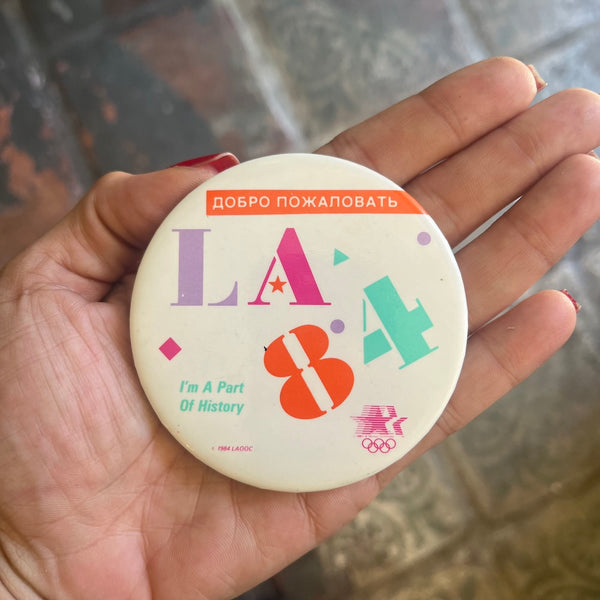 ДОБРО ПОЖАЛОВАТЬ
LA
84
I'm A Part
Of History
© 1984 LAOOC